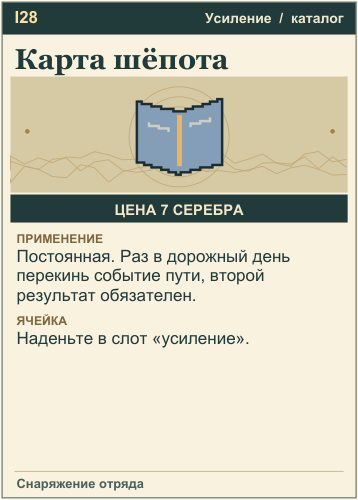 I28
Усиление / каталог
Карта шёпота
ЦЕНА 7 СЕРЕБРА
ПРИМЕНЕНИЕ
Постоянная. Раз в дорожный день
перекинь событие пути, второй
результат обязателен.
ЯЧЕЙКА
Наденьте в слот «усиление».
Снаряжение отряда